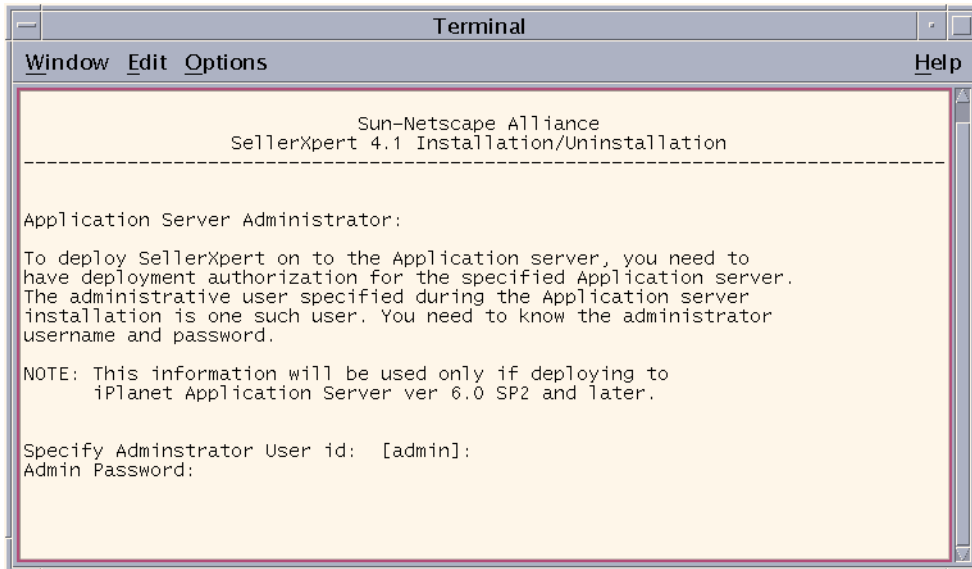 Terminal
Window Edit Options Help
Sun-Netscape Alliance
SellerXpert 4.1 Installation/Uninstallation
--------------------------------------------------------------------------------
Application Server Administrator:
To deploy SellerXpert on to the Application server, you need to
have deployment authorization for the specified Application server.
The administrative user specified during the Application server
installation is one such user. You need to know the administrator
username and password.
NOTE: This information will be used only if deploying to
iPlanet Application Server ver 6.0 SP2 and later.
Specify Adminstrator User id:  [admin]:
Admin Password: